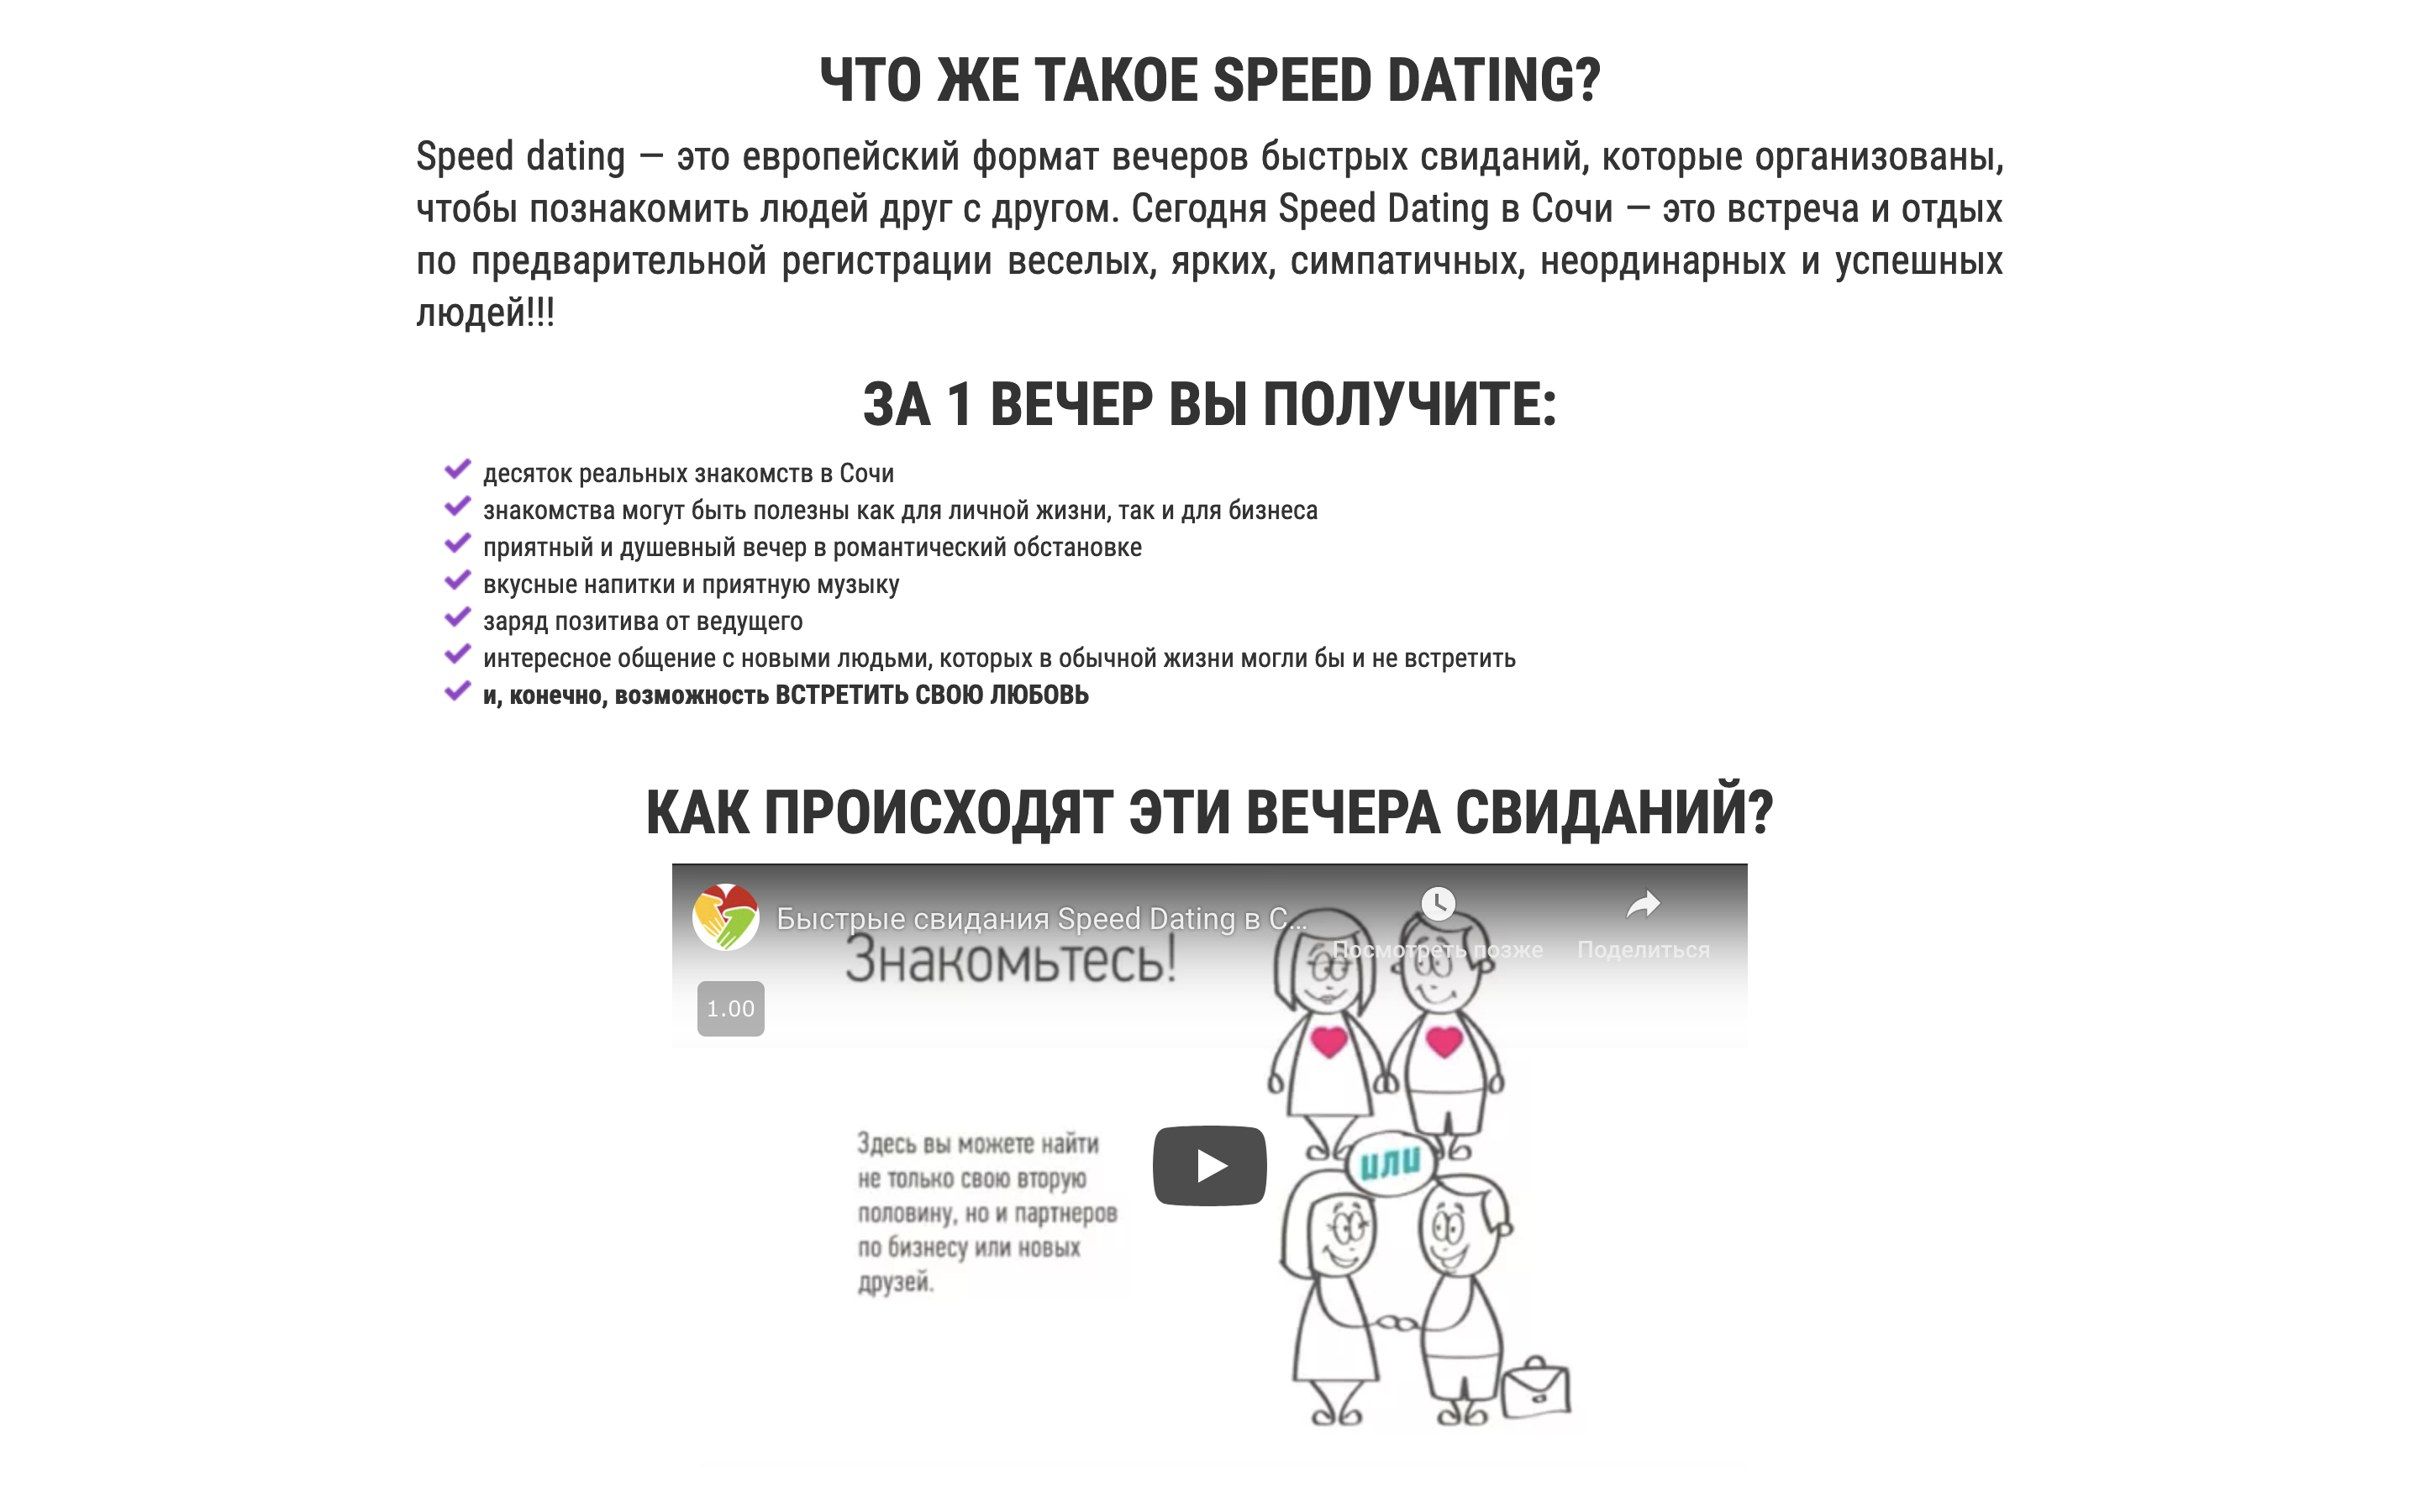 ЧТО ЖЕ ТАКОЕ SPEED DATING?
Speed dating — это европейский формат вечеров быстрых свиданий, которые организованы,
чтобы познакомить людей друг с другом. Сегодня Speed Dating в Сочи — это встреча и отдых
по предварительной регистрации веселых, ярких, симпатичных, неординарных и успешных
людей!!!
ЗА 1 ВЕЧЕР ВЫ ПОЛУЧИТЕ:
десяток реальных знакомств в Сочи
знакомства могут быть полезны как для личной жизни, так и для бизнеса
приятный и душевный вечер в романтический обстановке
вкусные напитки и приятную музыку
заряд позитива от ведущего
интересное общение с новыми людьми, которых в обычной жизни могли бы и не встретить
и, конечно, возможность ВСТРЕТИТЬ СВОЮ ЛЮБОВЬ
КАК ПРОИСХОДЯТ ЭТИ ВЕЧЕРА СВИДАНИЙ?
Быстрые свидания Speed Dating в С...
Посмотреть позже
Поделиться
Знакомьтесь!
1.00
Здесь вы можете найти
не только свою вторую
половину, но и партнеров
по бизнесу или новых
друзей.
или